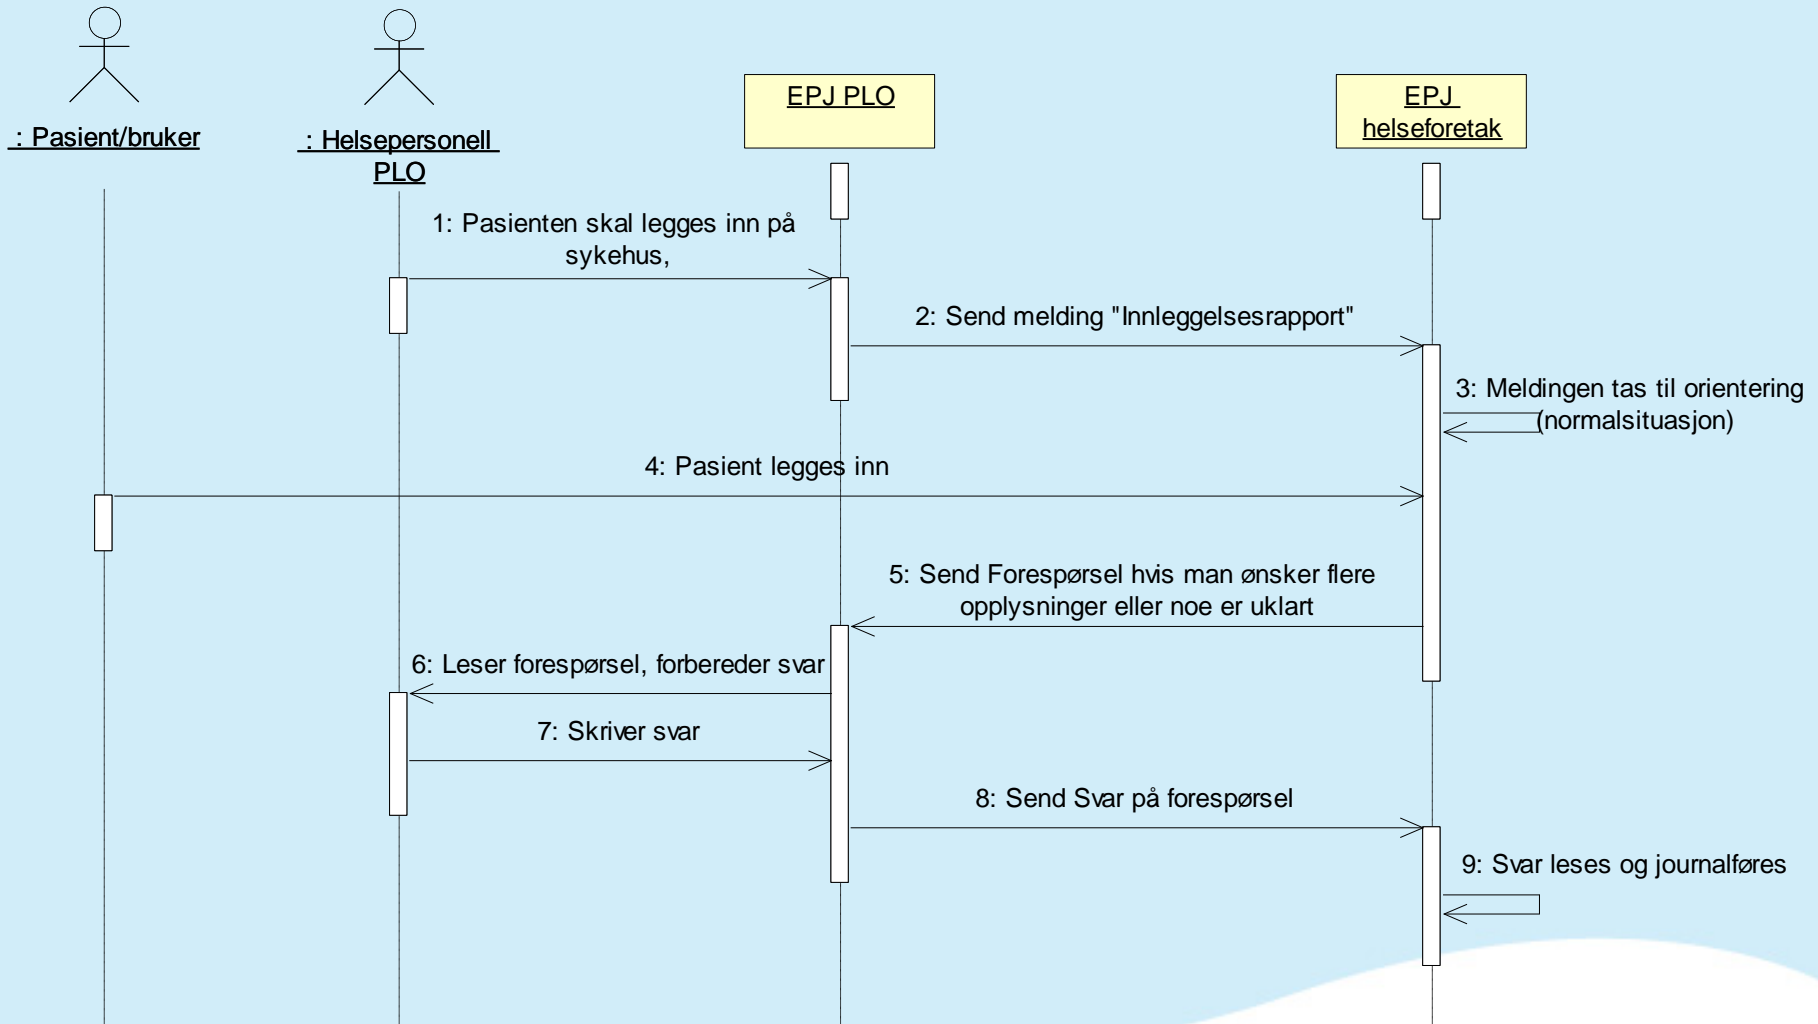 : Pasient/bruker
: Helsepersonell
PLO
EPJ PLO
EPJ
helseforetak
1: Pasienten skal legges inn på
sykehus,
2: Send melding "Innleggelsesrapport"
3: Meldingen tas til orientering
(normalsituasjon)
4: Pasient legges inn
5: Send Forespørsel hvis man ønsker flere
opplysninger eller noe er uklart
6: Leser forespørsel, forbereder svar
7: Skriver svar
8: Send Svar på forespørsel
9: Svar leses og journalføres